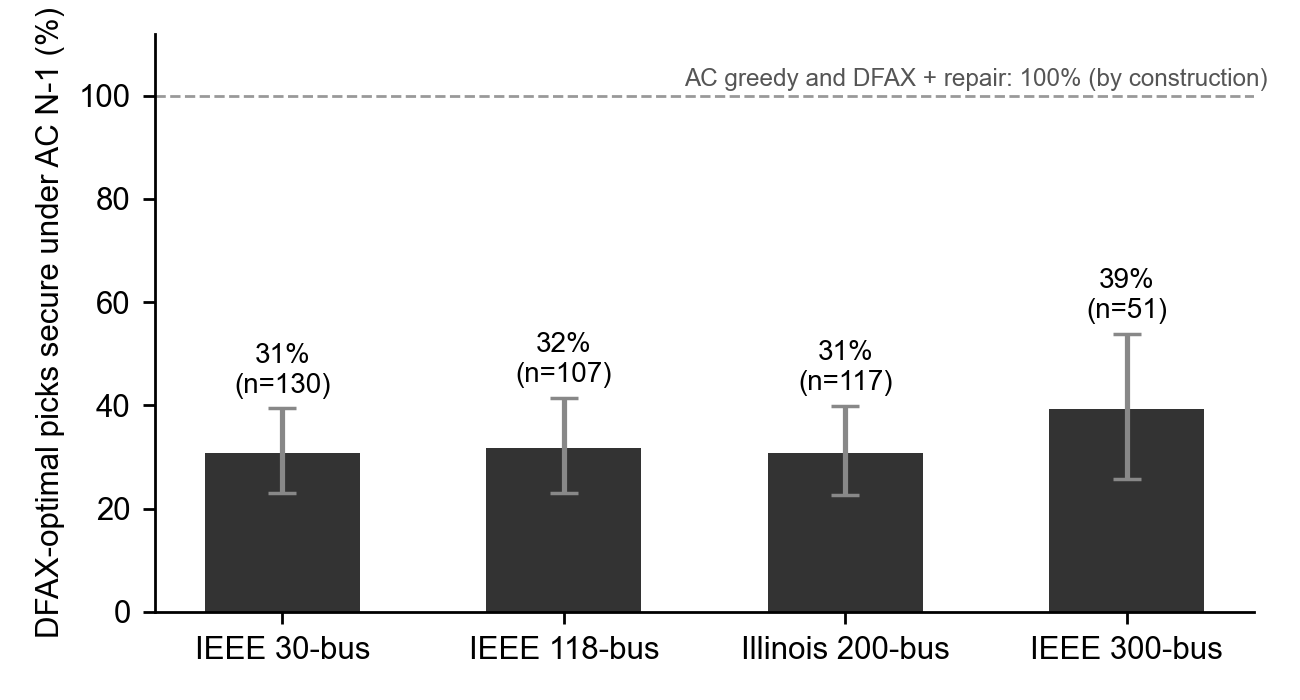 DFAX-optimal picks secure under AC N-1 (%)
100
80
60
40
20
0
AC greedy and DFAX + repair: 100% (by construction)
31%
(n=130)
32%
(n=107)
31%
(n=117)
39%
(n=51)
IEEE 30-bus
IEEE 118-bus
Illinois 200-bus
IEEE 300-bus